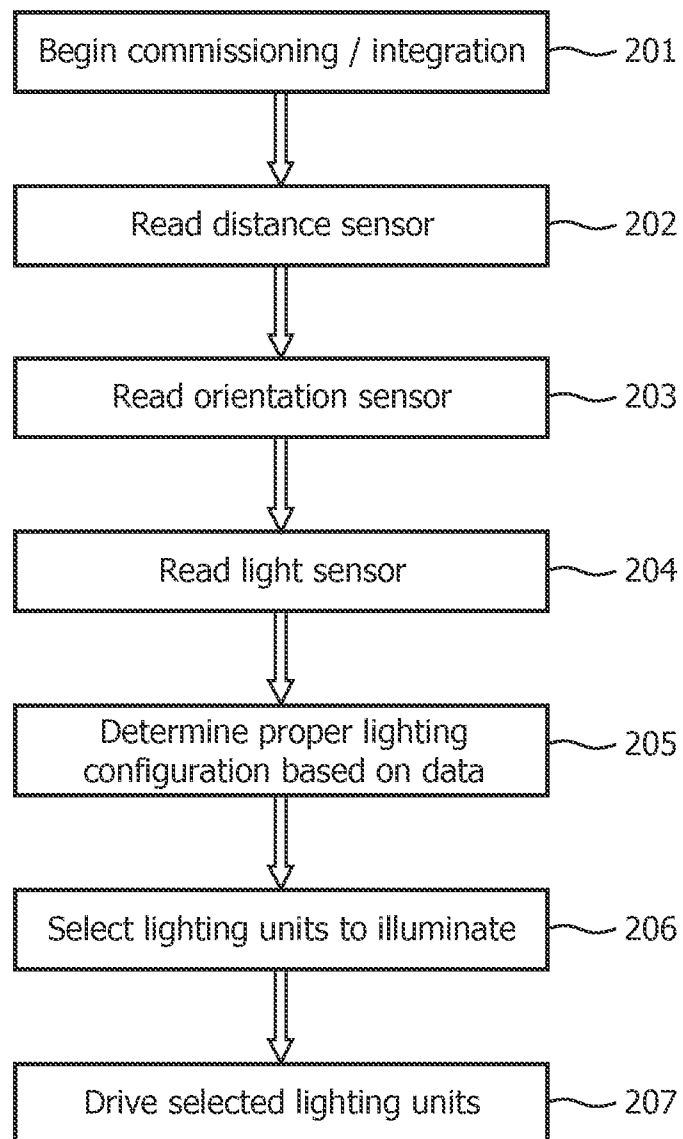 Begin commissioning / integration 201
Read distance sensor 202
Read orientation sensor 203
Read light sensor 204
Determine proper lighting
configuration based on data 205
Select lighting units to illuminate 206
Drive selected lighting units 207